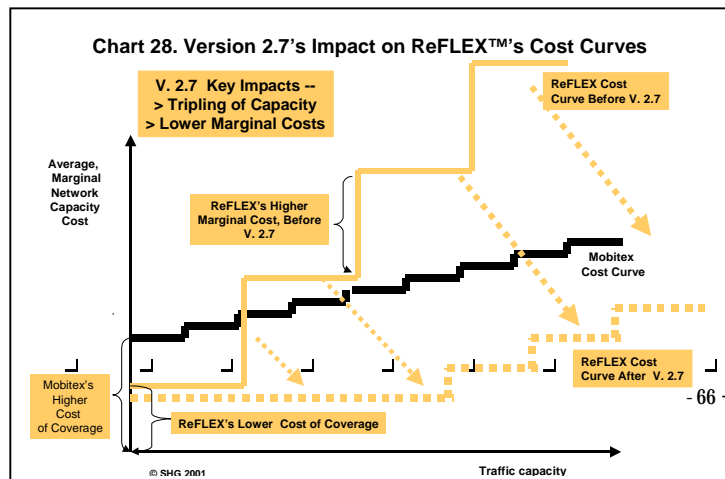 Chart 28. Version 2.7's Impact on ReFLEX™'s Cost Curves
V. 2.7 Key Impacts --
> Tripling of Capacity
> Lower Marginal Costs
ReFLEX Cost
Curve Before V. 2.7
Average,
Marginal
Network
Capacity
Cost
ReFLEX's Higher
Marginal Cost, Before
V. 2.7
Mobitex
Cost Curve
ReFLEX Cost
Curve After V. 2.7
Mobitex's
Higher
Cost
of Coverage
- 66 -
ReFLEX's Lower Cost of Coverage
© SHG 2001
Traffic capacity